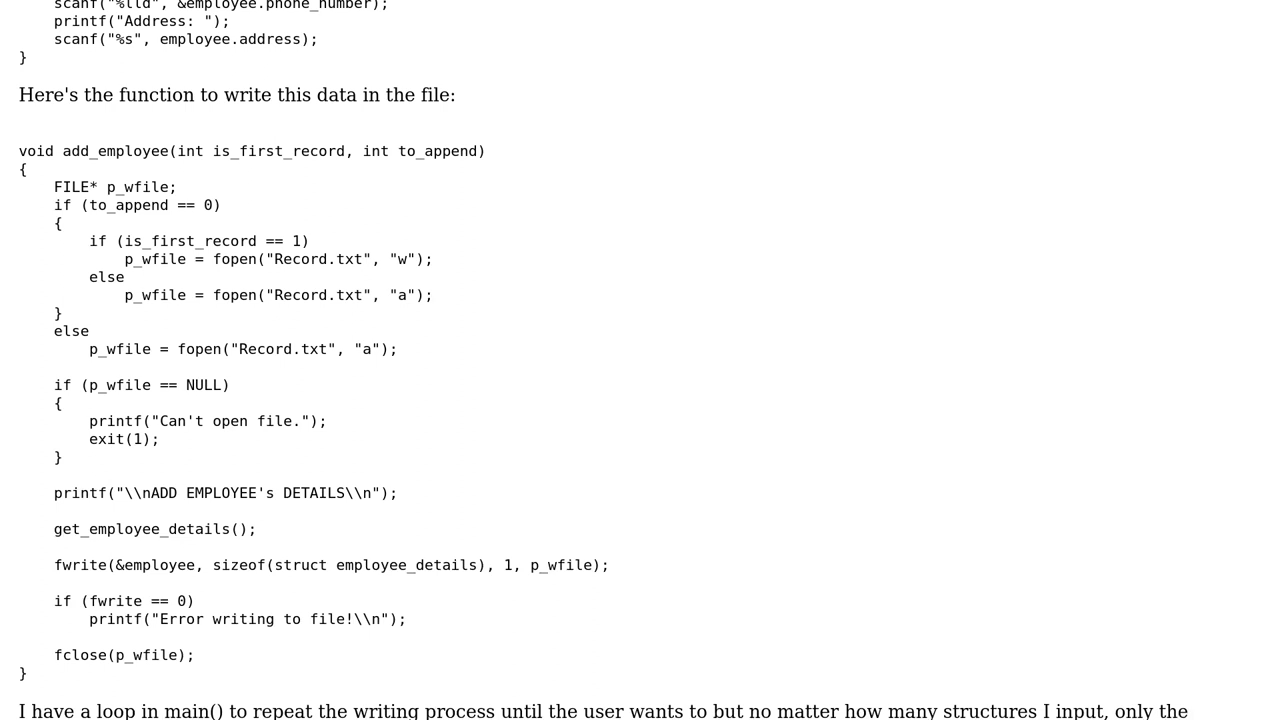 scanf("%lld", &employee.phone_number);
    printf("Address: ");
    scanf("%s", employee.address);
}
Here's the function to write this data in the file:
void add_employee(int is_first_record, int to_append)
{
    FILE* p_wfile;
    if (to_append == 0)
    {
        if (is_first_record == 1)
            p_wfile = fopen("Record.txt", "w");
        else
            p_wfile = fopen("Record.txt", "a");
    }
    else
        p_wfile = fopen("Record.txt", "a");
    if (p_wfile == NULL)
    {
        printf("Can't open file.");
        exit(1);
    }
    printf("\\nADD EMPLOYEE's DETAILS\\n");
    get_employee_details();
    fwrite(&employee, sizeof(struct employee_details), 1, p_wfile);
    if (fwrite == 0)
        printf("Error writing to file!\\n");
    fclose(p_wfile);
}
I have a loop in main() to repeat the writing process until the user wants to but no matter how many structures I input, only the